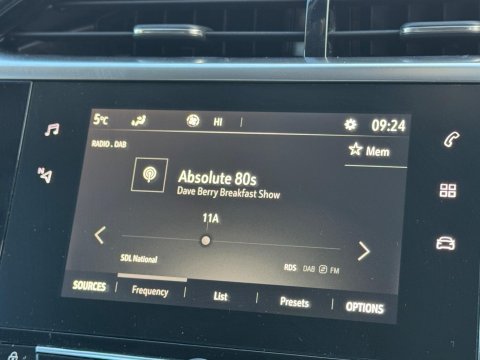 5°C HI 09:24
RADIO . DAB
Mem
Absolute 80s
Dave Berry Breakfast Show
11A
SDL National
RDS DAB FM
SOURCES Frequency List Presets OPTIONS
N